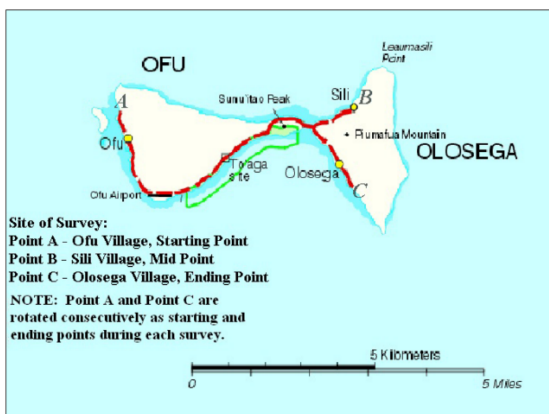 Leaumasili
Point
OFU
Sili
B
A
Sunu'itao Peak
Piumafua Mountain
Ofu
OLOSEGA
To'aga
site
Olosega
Ofu Airport
C
Site of Survey:
Point A - Ofu Village, Starting Point
Point B - Sili Village, Mid Point
Point C - Olosega Village, Ending Point
NOTE: Point A and Point C are
rotated consecutively as starting and
ending points during each survey.
5 Kilometers
0
5 Miles